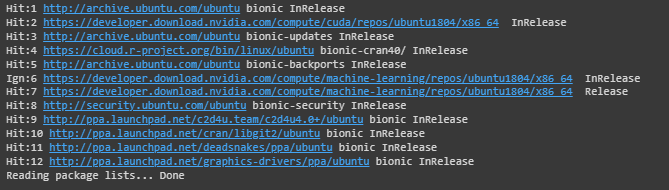 Hit:1 http://archive.ubuntu.com/ubuntu bionic InRelease
Hit:2 https://developer.download.nvidia.com/compute/cuda/repos/ubuntu1804/x86_64  InRelease
Hit:3 http://archive.ubuntu.com/ubuntu bionic-updates InRelease
Hit:4 https://cloud.r-project.org/bin/linux/ubuntu bionic-cran40/ InRelease
Hit:5 http://archive.ubuntu.com/ubuntu bionic-backports InRelease
Ign:6 https://developer.download.nvidia.com/compute/machine-learning/repos/ubuntu1804/x86_64  InRelease
Hit:7 https://developer.download.nvidia.com/compute/machine-learning/repos/ubuntu1804/x86_64  Release
Hit:8 http://security.ubuntu.com/ubuntu bionic-security InRelease
Hit:9 http://ppa.launchpad.net/c2d4u.team/c2d4u4.0+/ubuntu bionic InRelease
Hit:10 http://ppa.launchpad.net/cran/libgit2/ubuntu bionic InRelease
Hit:11 http://ppa.launchpad.net/deadsnakes/ppa/ubuntu bionic InRelease
Hit:12 http://ppa.launchpad.net/graphics-drivers/ppa/ubuntu bionic InRelease
Reading package lists... Done